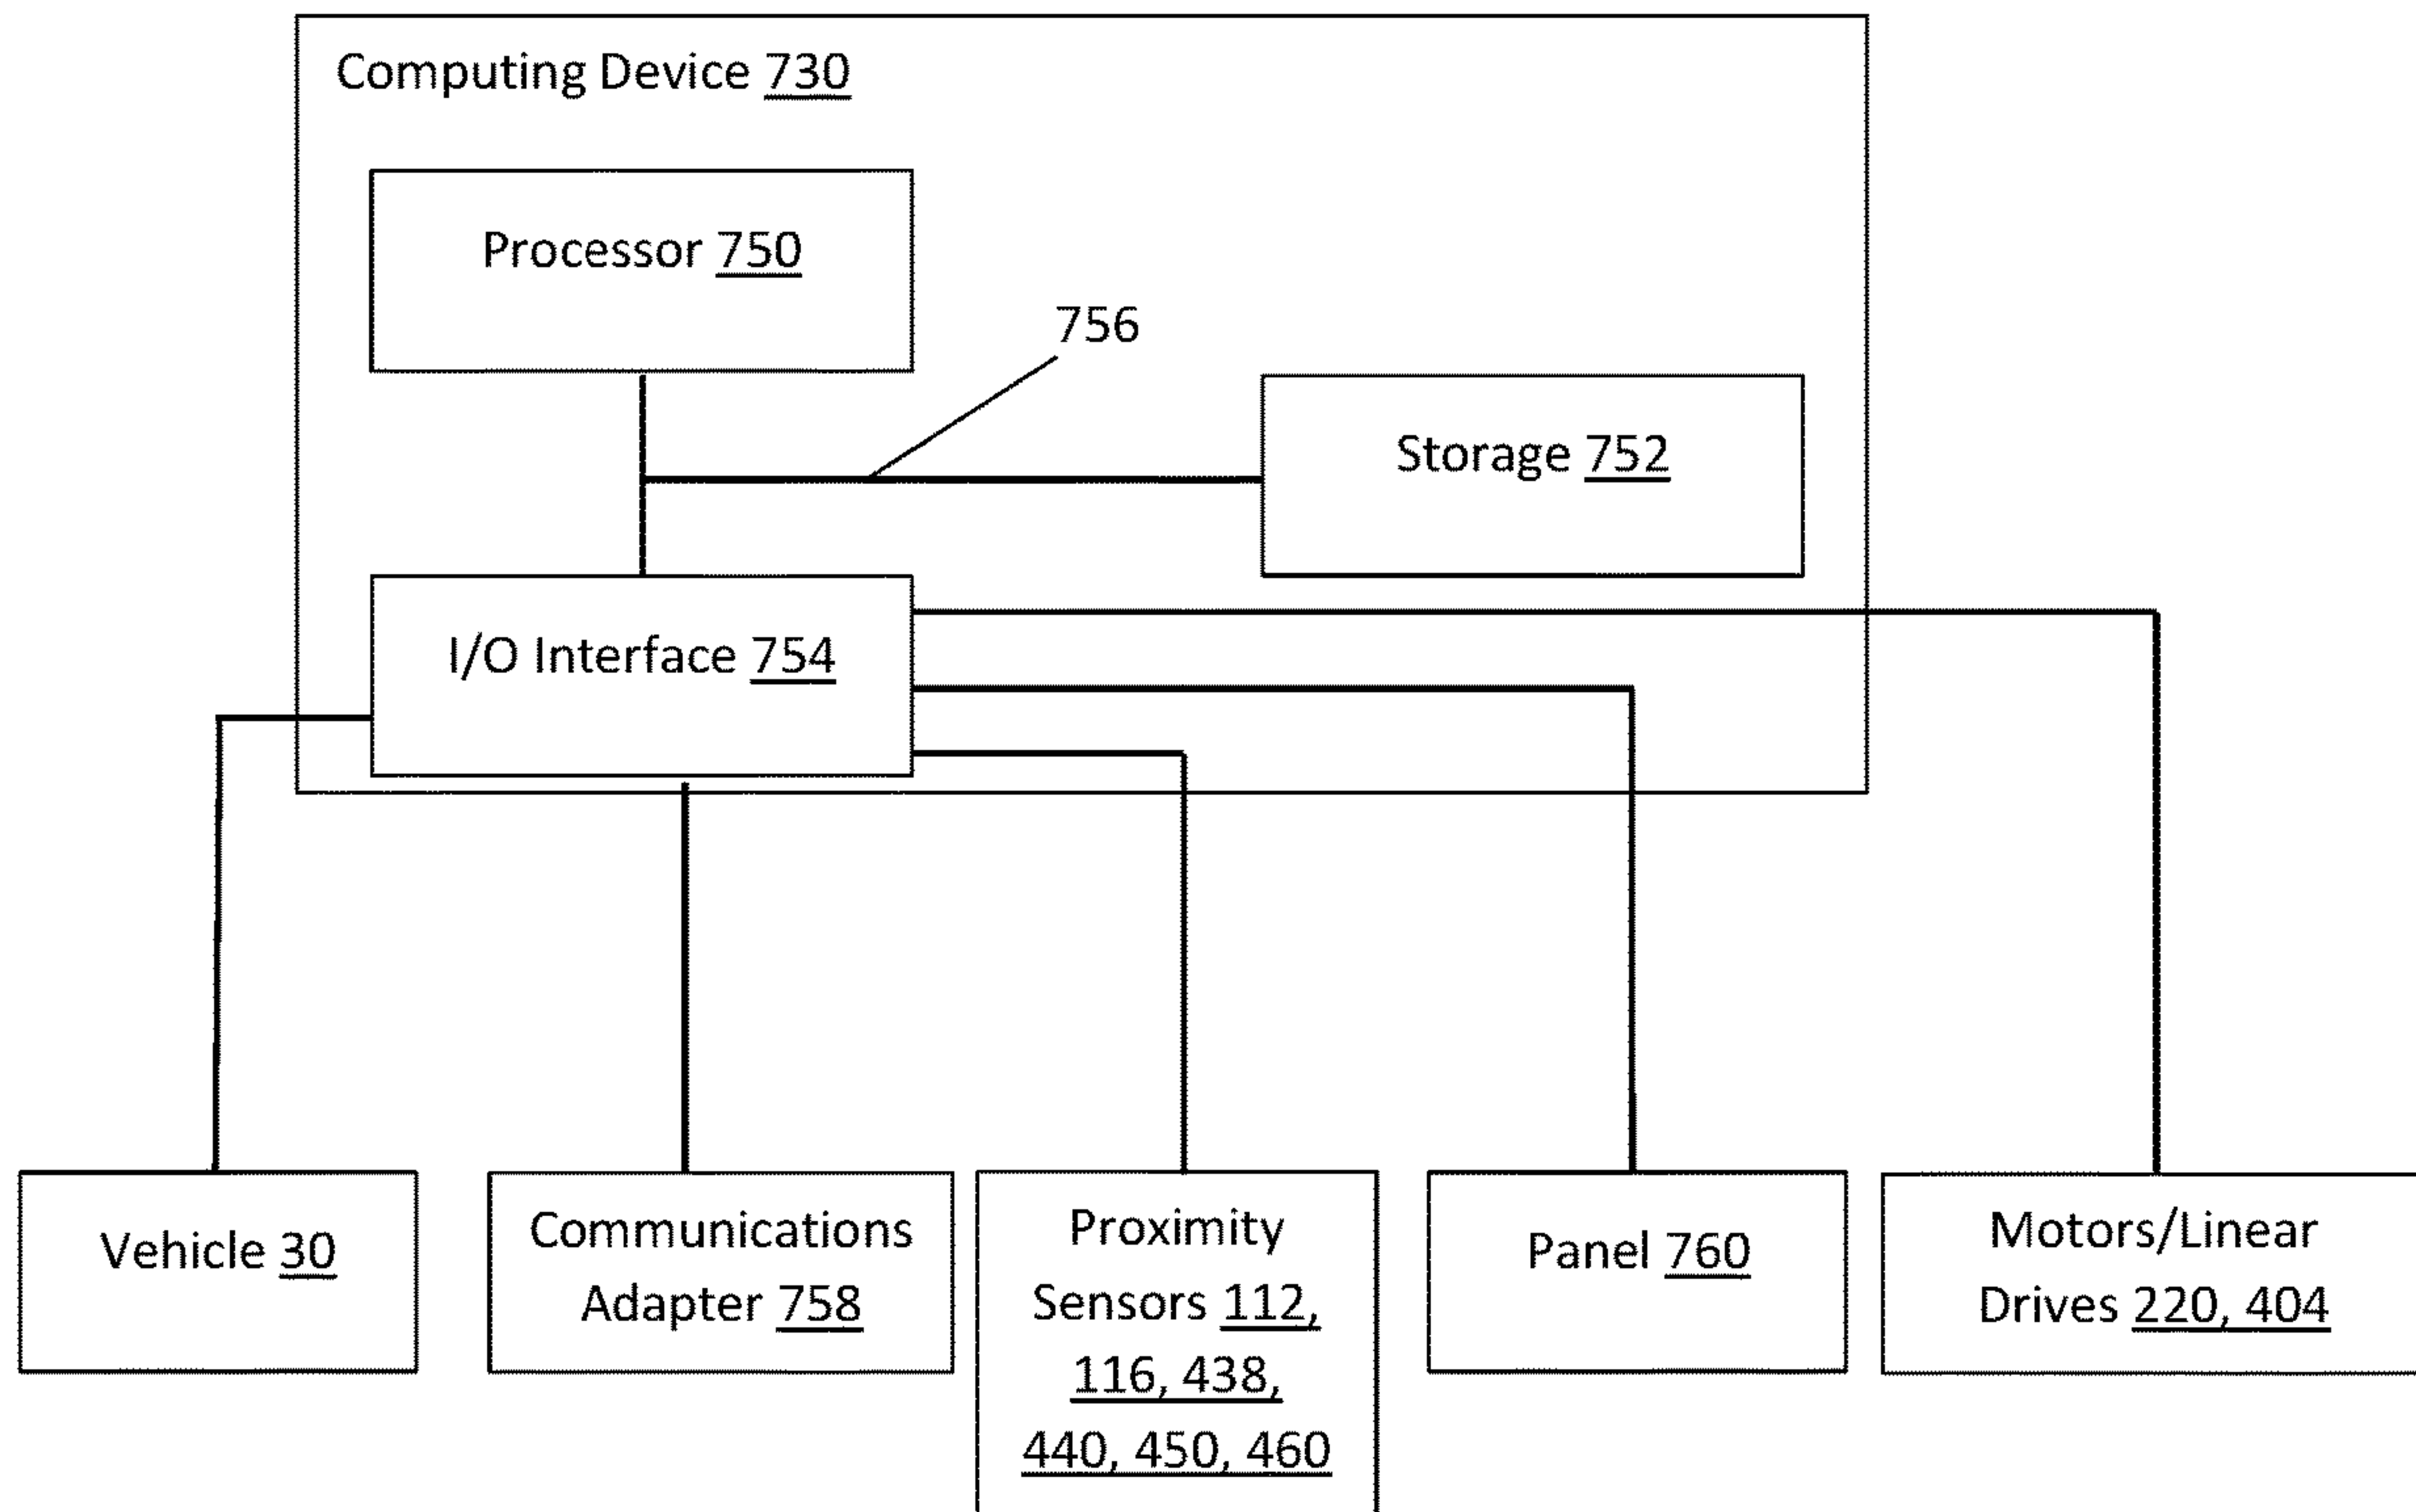 Computing Device 730
Processor 750
756
Storage 752
I/O Interface 754
Vehicle 30
Communications
Adapter 758
Proximity
Sensors 112,
116, 438,
440, 450, 460
Panel 760
Motors/Linear
Drives 220, 404